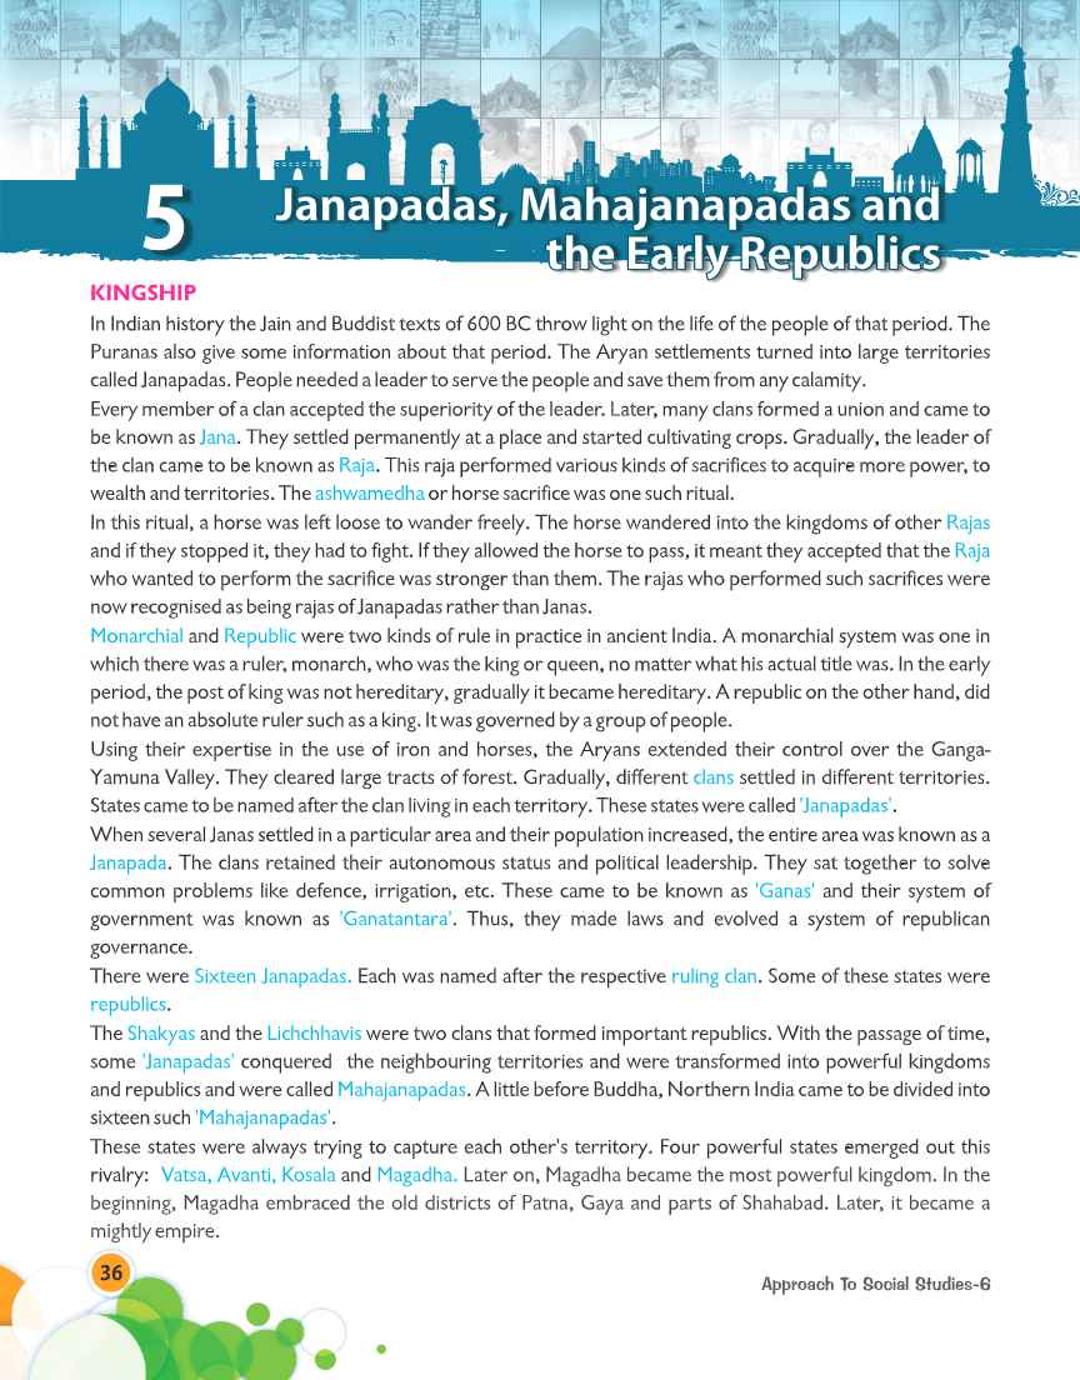 5
Janapadas, Mahajanapadas and
the Early Republics
KINGSHIP
In Indian history the Jain and Buddist texts of 600 BC throw light on the life of the people of that period. The
Puranas also give some information about that period. The Aryan settlements turned into large territories
called Janapadas. People needed a leader to serve the people and save them from any calamity.
Every member of a clan accepted the superiority of the leader. Later, many clans formed a union and came to
be known as Jana. They settled permanently at a place and started cultivating crops. Gradually, the leader of
the clan came to be known as Raja. This raja performed various kinds of sacrifices to acquire more power, to
wealth and territories. The ashwamedha or horse sacrifice was one such ritual.
In this ritual, a horse was left loose to wander freely. The horse wandered into the kingdoms of other Rajas
and if they stopped it, they had to fight. If they allowed the horse to pass, it meant they accepted that the Raja
who wanted to perform the sacrifice was stronger than them. The rajas who performed such sacrifices were
now recognised as being rajas of Janapadas rather than Janas.
Monarchial and Republic were two kinds of rule in practice in ancient India. A monarchial system was one in
which there was a ruler, monarch, who was the king or queen, no matter what his actual title was. In the early
period, the post of king was not hereditary, gradually it became hereditary. A republic on the other hand, did
not have an absolute ruler such as a king. It was governed by a group of people.
Using their expertise in the use of iron and horses, the Aryans extended their control over the Ganga-
Yamuna Valley. They cleared large tracts of forest. Gradually, different clans settled in different territories.
States came to be named after the clan living in each territory. These states were called 'Janapadas'.
When several Janas settled in a particular area and their population increased, the entire area was known as a
Janapada. The clans retained their autonomous status and political leadership. They sat together to solve
common problems like defence, irrigation, etc. These came to be known as 'Ganas' and their system of
government was known as 'Ganatantara'. Thus, they made laws and evolved a system of republican
governance.
There were Sixteen Janapadas. Each was named after the respective ruling clan. Some of these states were
republics.
The Shakyas and the Lichchhavis were two clans that formed important republics. With the passage of time,
some 'Janapadas' conquered the neighbouring territories and were transformed into powerful kingdoms
and republics and were called Mahajanapadas. A little before Buddha, Northern India came to be divided into
sixteen such 'Mahajanapadas'.
These states were always trying to capture each other's territory. Four powerful states emerged out this
rivalry: Vatsa, Avanti, Kosala and Magadha. Later on, Magadha became the most powerful kingdom. In the
beginning, Magadha embraced the old districts of Patna, Gaya and parts of Shahabad. Later, it became a
mightly empire.
36
Approach To Social Studies-6